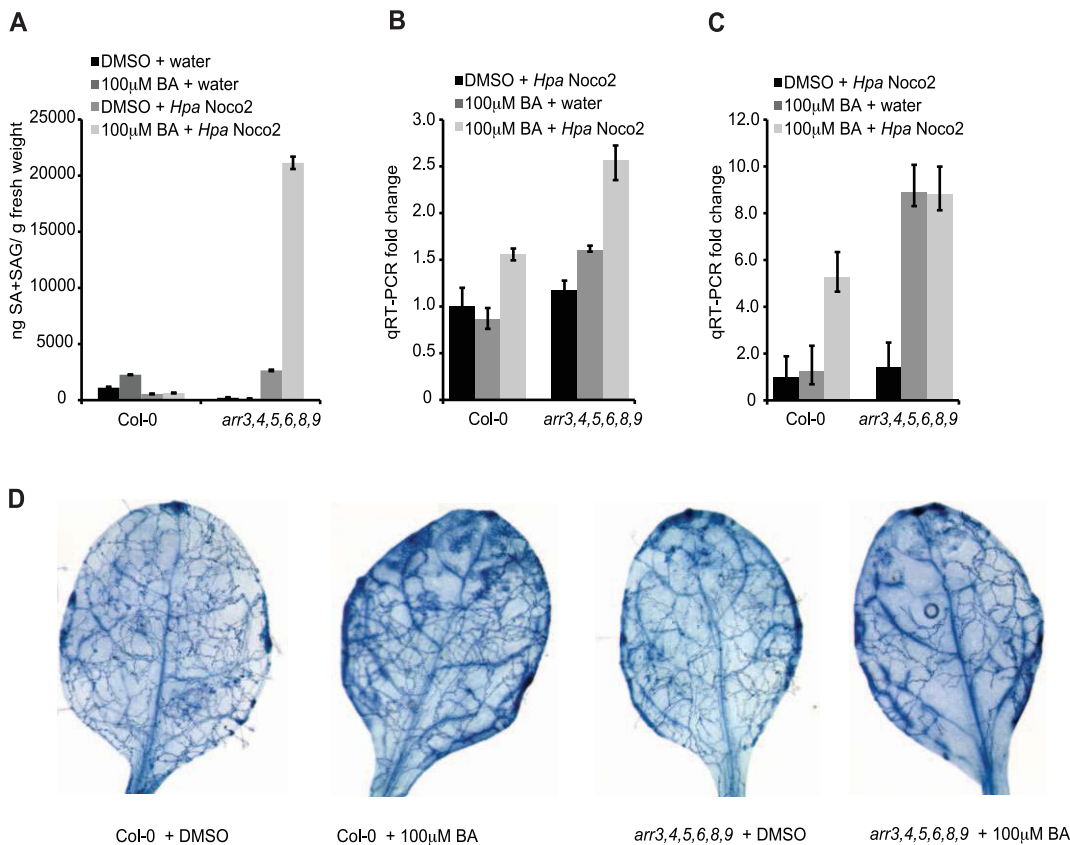 A
DMSO + water
100μM BA + water
DMSO + Hpa Noco2
100μM BA + Hpa Noco2
ng SA+SAG/ g fresh weight
25000
20000
15000
10000
5000
0
Col-0
arr3,4,5,6,8,9
B
DMSO + Hpa Noco2
100μM BA + water
100μM BA + Hpa Noco2
qRT-PCR fold change
3.0
2.5
2.0
1.5
1.0
0.5
0
Col-0
arr3,4,5,6,8,9
C
DMSO + Hpa Noco2
100μM BA + water
100μM BA + Hpa Noco2
qRT-PCR fold change
12.0
10.0
8.0
6.0
4.0
2.0
0
Col-0
arr3,4,5,6,8,9
D
Col-0 + DMSO
Col-0 + 100μM BA
arr3,4,5,6,8,9 + DMSO
arr3,4,5,6,8,9 + 100μM BA